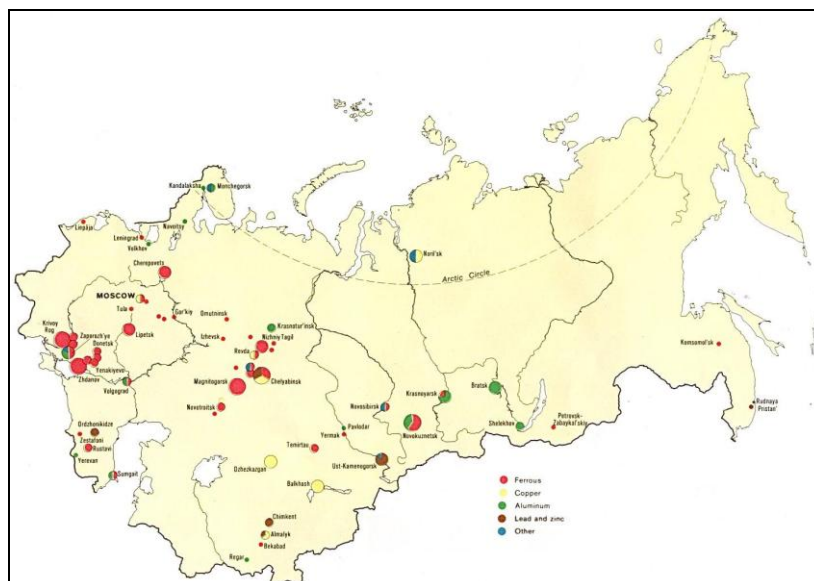 Kandalaksha
Monchegorsk
Liepāja
Leningrad
Navoitsy
Volkhov
Noril'sk
Cherepovets
Arctic Circle
MOSCOW
Gor'kiy
Omutninsk
Tula
Krasnotur'insk
Krivoy
Rog
Zaporozh'ye
Lipetsk
Izhevsk
Nizhniy Tagil
Komsomol'sk
Donetsk
Revda
Yenakiyevo
Chelyabinsk
Zhdanov
Magnitogorsk
Krasnoyarsk
Bratsk
Volgograd
Novosibirsk
Rudnaya
Pristan'
Novotroitsk
Petrovsk-
Zabaykal'skiy
Ordzhonikidze
Pavlodar
Novokuznetsk
Shelekhov
Zestafoni
Yermak
Rustavi
Temirtau
Yerevan
Dzhezkazgan
Ust-Kamenogorsk
Sumgait
Balkhash
Ferrous
Copper
Aluminum
Chimkent
Lead and zinc
Almalyk
Other
Bekabad
Regar